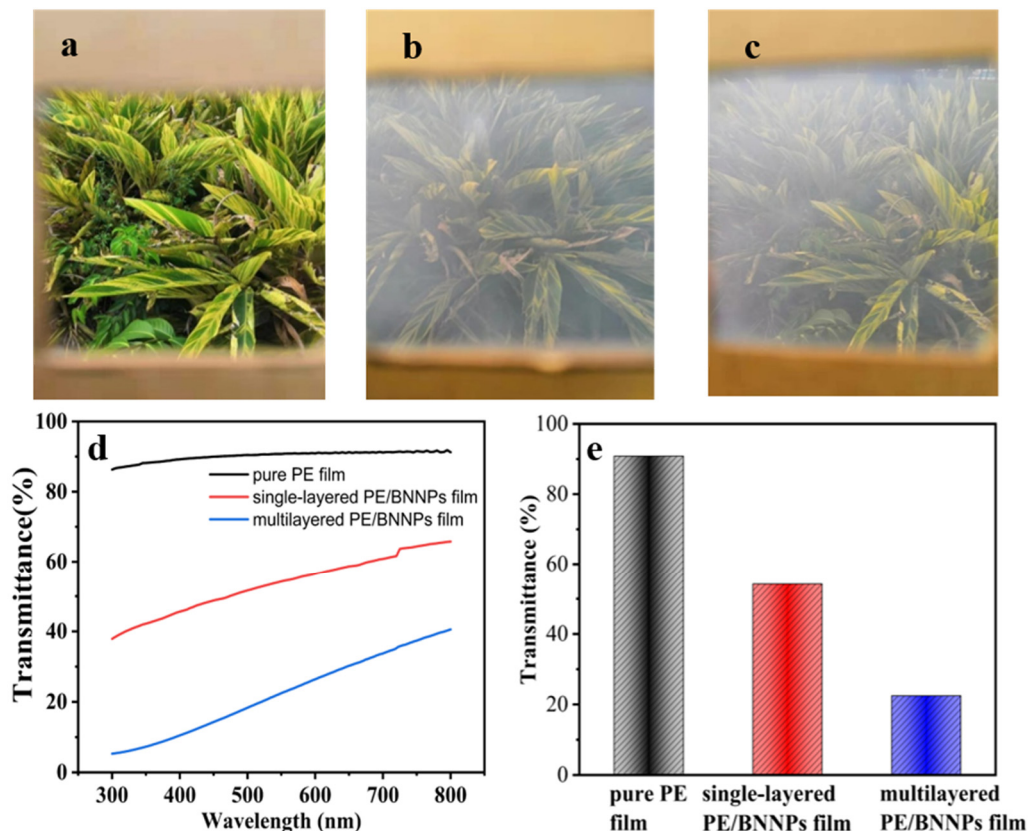 a
b
c
d
pure PE film
single-layered PE/BNNPs film
multilayered PE/BNNPs film
Transmittance(%)
100
80
60
40
20
0
300 400 500 600 700 800
Wavelength (nm)
e
Transmittance (%)
100
80
60
40
20
0
pure PE
film
single-layered
PE/BNNPs film
multilayered
PE/BNNPs film